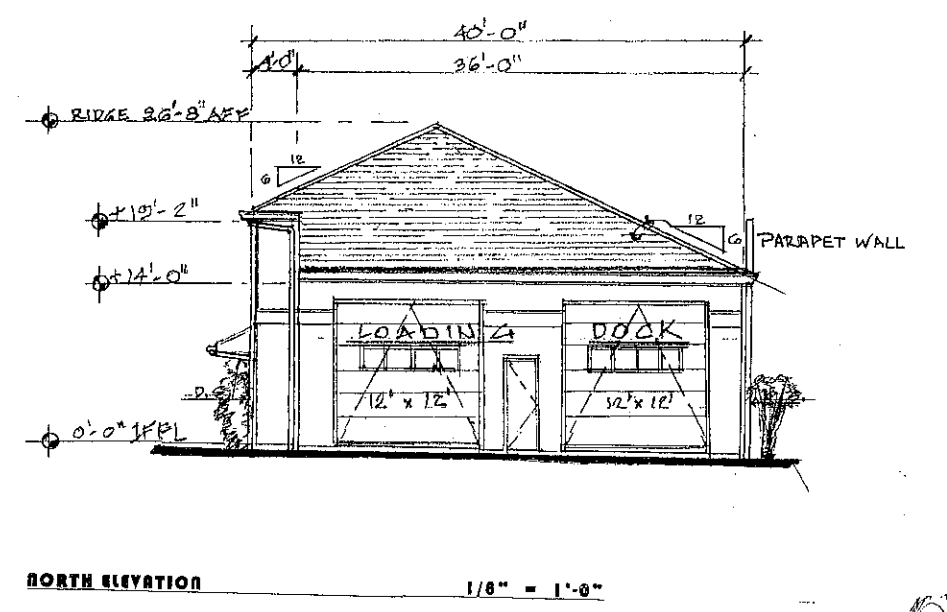 40'-0"
4'-0" 36'-0"
RIDGE 26'-8" AFF
12
6
+19'-2"
12
6
PARAPET WALL
+14'-0"
LOADING DOCK
12' x 12' 12' x 12'
0'-0"
NORTH ELEVATION 1/8" = 1'-0"